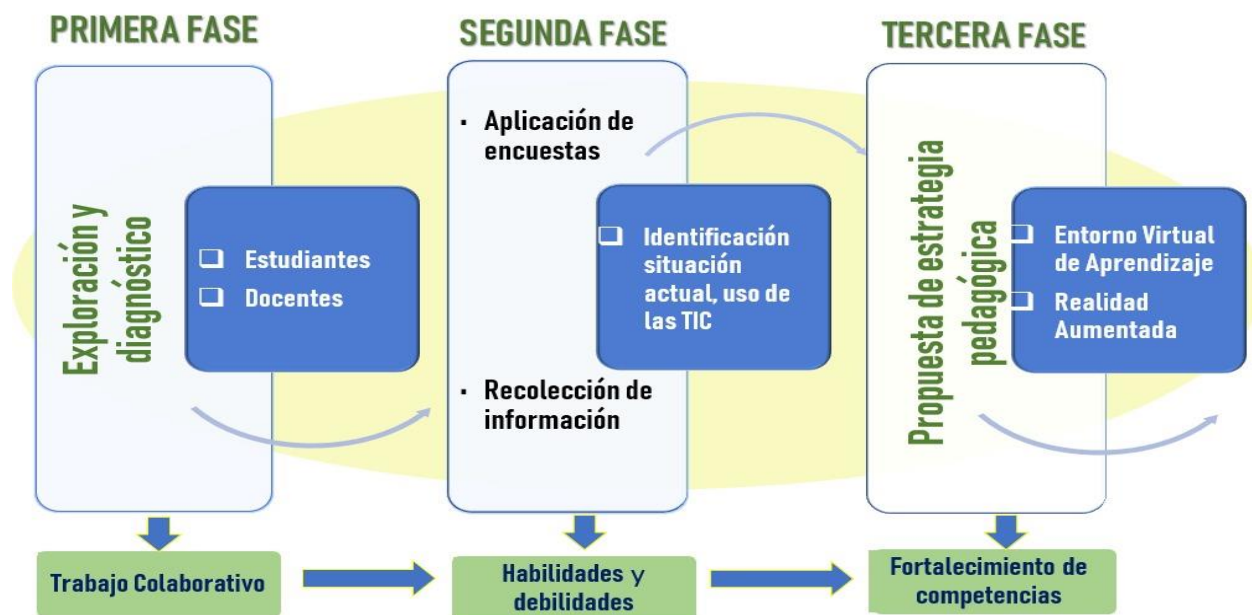 PRIMERA FASE
Exploración y
diagnóstico
Estudiantes
Docentes
Trabajo Colaborativo
SEGUNDA FASE
· Aplicación de
encuestas
Identificación
situación
actual, uso de
las TIC
· Recolección de
información
Habilidades y
debilidades
TERCERA FASE
Propuesta de estrategia
pedagógica
Entorno Virtual
de Aprendizaje
Realidad
Aumentada
Fortalecimiento de
competencias